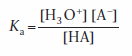 Kₐ = [H₃O⁺] [A⁻] / [HA]